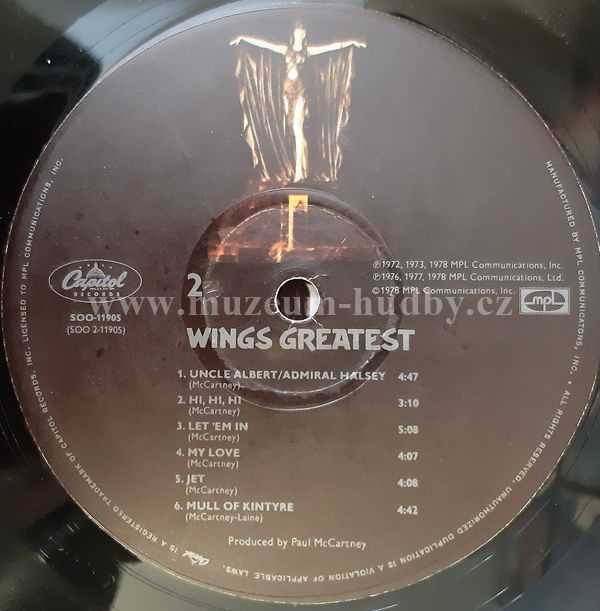 Capitol
RECORDS
SOO-11905
(SOO 2-11905)
2
℗1972, 1973, 1978 MPL Communications, Inc.
℗1976, 1977, 1978 MPL Communications, Ltd.
©1978 MPL Communications, Inc.
mpl
www.muzeum-hudby.cz
WINGS GREATEST
1. UNCLE ALBERT/ADMIRAL HALSEY 4:47
(McCartney)
2. HI, HI, HI 3:10
(McCartney)
3. LET 'EM IN 5:08
(McCartney)
4. MY LOVE 4:07
(McCartney)
5. JET 4:08
(McCartney)
6. MULL OF KINTYRE 4:42
(McCartney-Laine)
Produced by Paul McCartney
MANUFACTURED BY MPL COMMUNICATIONS, INC. • ALL RIGHTS RESERVED. UNAUTHORIZED DUPLICATION IS A VIOLATION OF APPLICABLE LAWS.
Capitol IS A REGISTERED TRADEMARK OF CAPITOL RECORDS, INC. LICENSED TO MPL COMMUNICATIONS, INC.